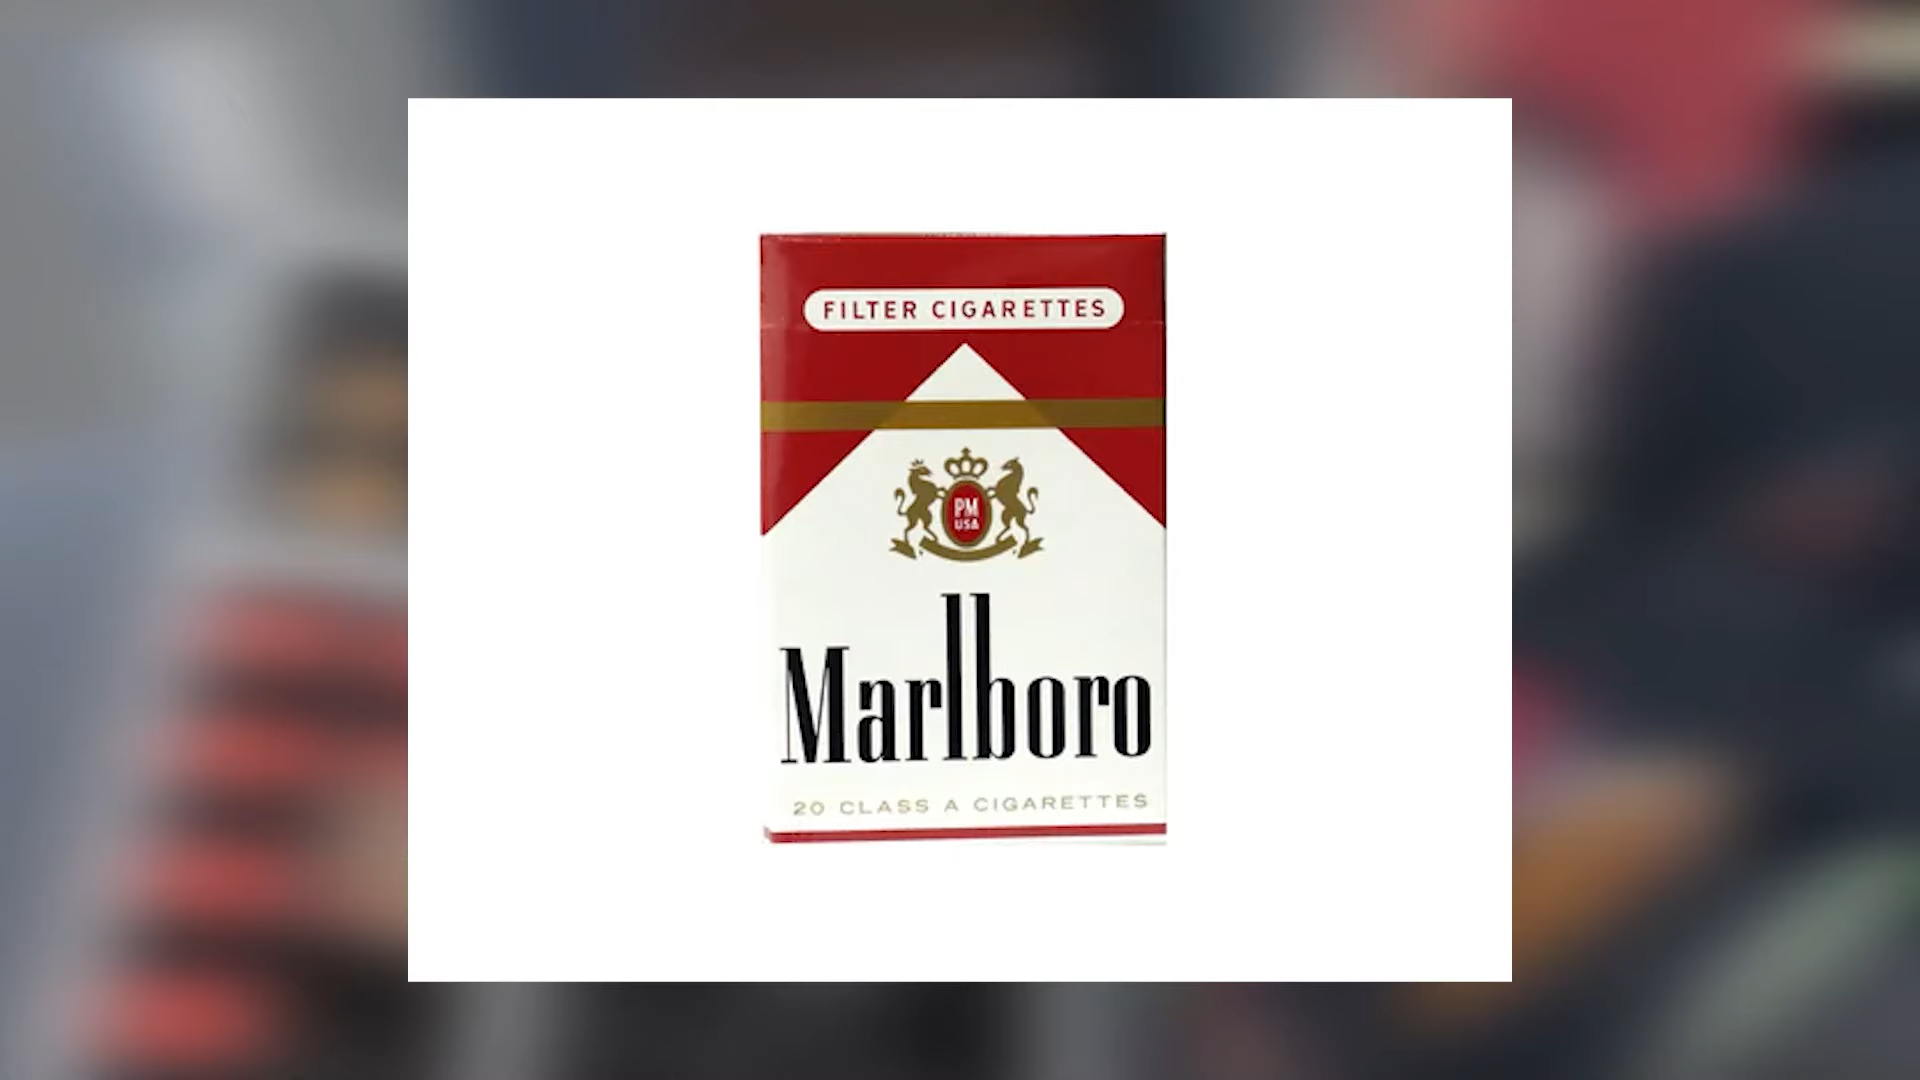 FILTER CIGARETTES
PM
USA
Marlboro
20 CLASS A CIGARETTES